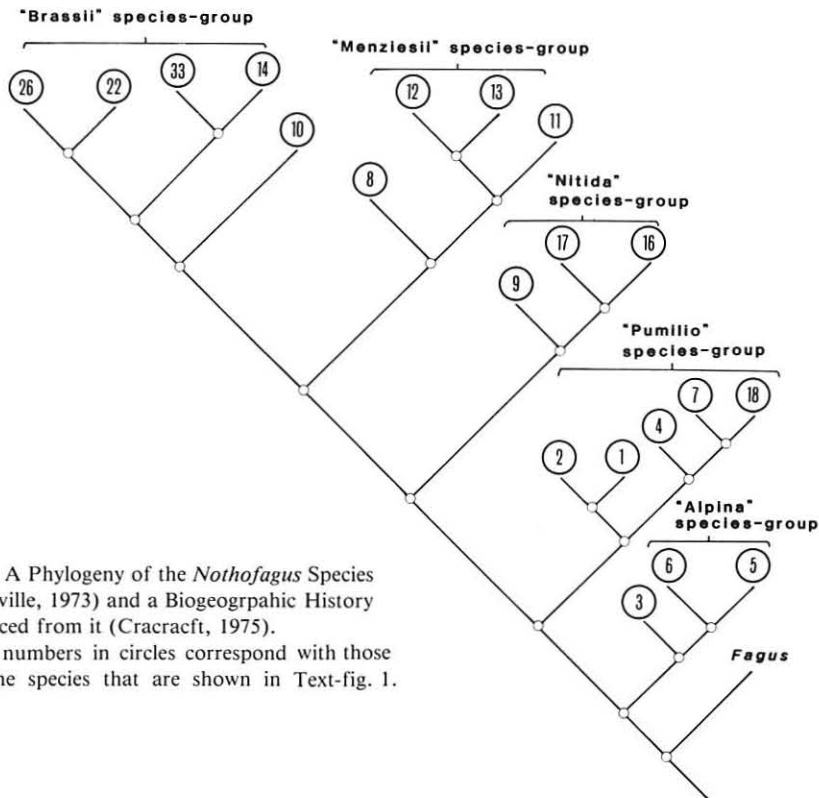 "Brassii" species-group
26
22
33
14
10
"Menziesii" species-group
12
13
11
8
"Nitida"
species-group
17
16
9
"Pumilio"
species-group
7
18
4
2
1
"Alpina"
species-group
6
5
3
Fagus
A Phylogeny of the Nothofagus Species
ville, 1973) and a Biogeogrpahic History
ced from it (Cracracft, 1975).
numbers in circles correspond with those
ne species that are shown in Text-fig. 1.